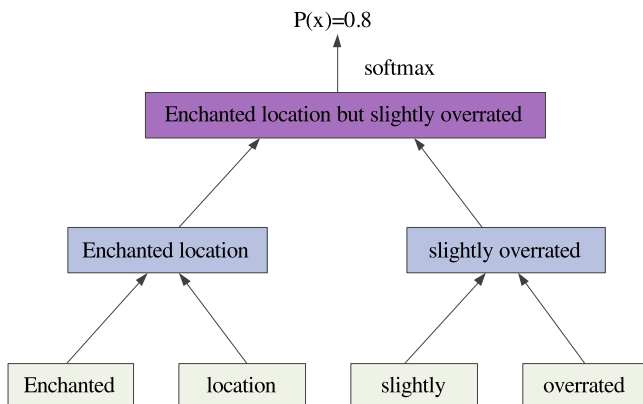 P(x)=0.8
softmax
Enchanted location but slightly overrated
Enchanted location
slightly overrated
Enchanted
location
slightly
overrated